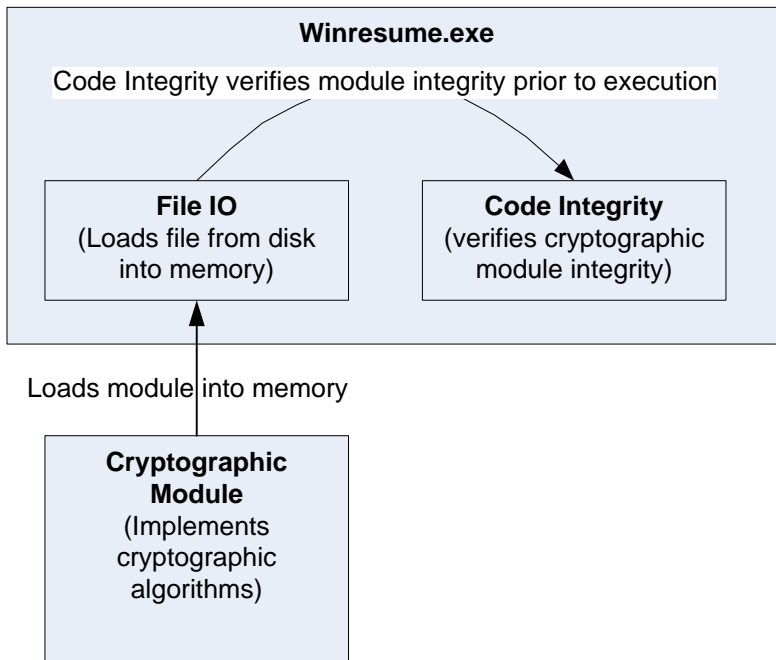 Winresume.exe
Code Integrity verifies module integrity prior to execution
File IO
(Loads file from disk
into memory)
Code Integrity
(verifies cryptographic
module integrity)
Loads module into memory
Cryptographic
Module
(Implements
cryptographic
algorithms)